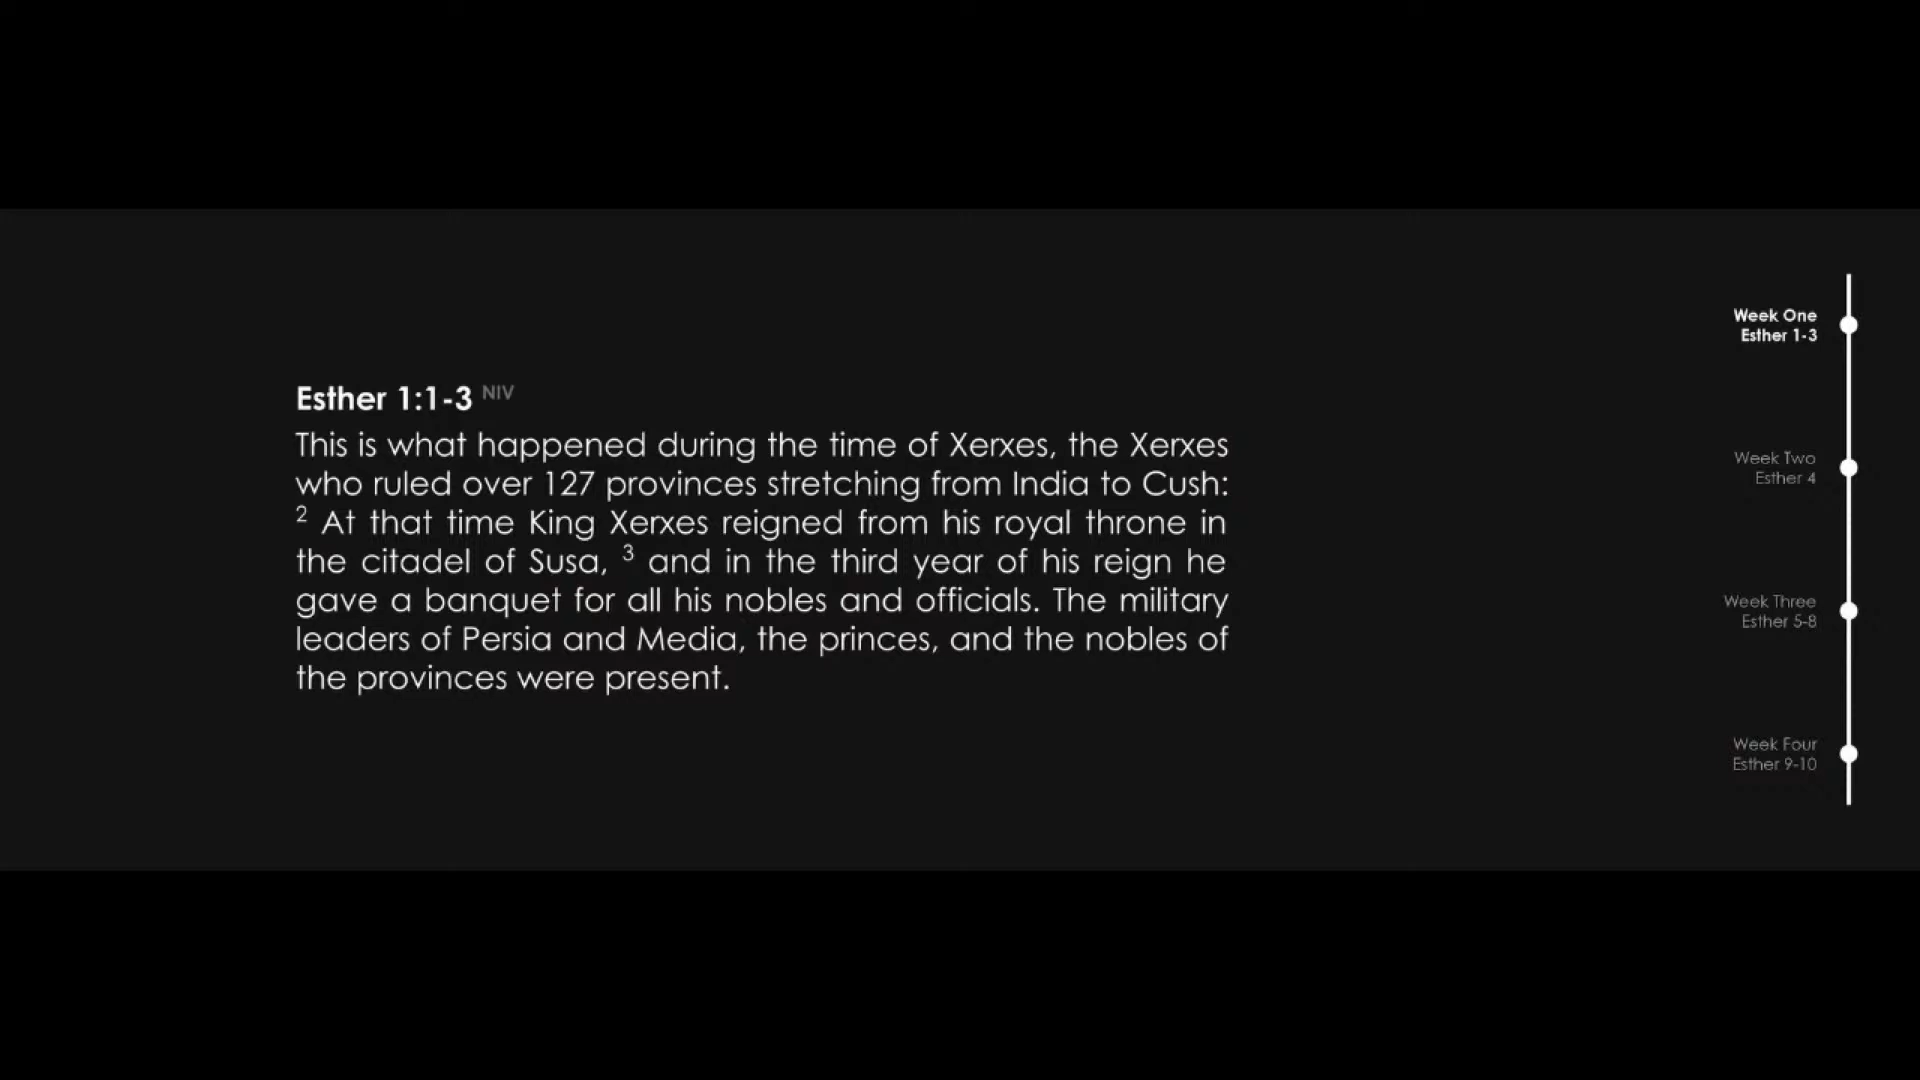 Esther 1:1-3 NIV
This is what happened during the time of Xerxes, the Xerxes
who ruled over 127 provinces stretching from India to Cush:
2 At that time King Xerxes reigned from his royal throne in
the citadel of Susa, 3 and in the third year of his reign he
gave a banquet for all his nobles and officials. The military
leaders of Persia and Media, the princes, and the nobles of
the provinces were present.
Week One
Esther 1-3
Week Two
Esther 4
Week Three
Esther 5-8
Week Four
Esther 9-10